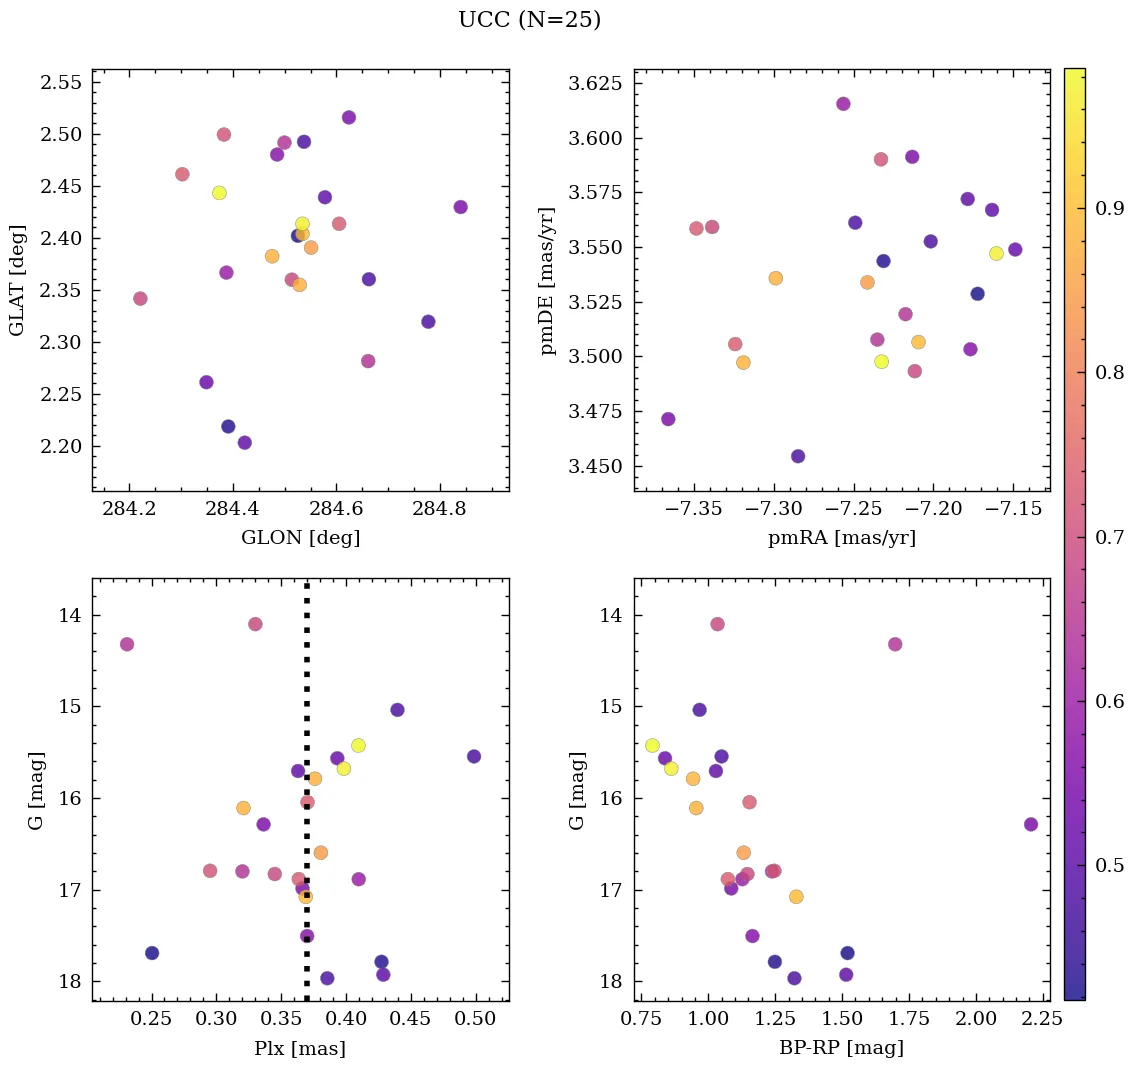 UCC (N=25)
2.55
2.50
2.45
2.40
2.35
2.30
2.25
2.20
GLAT [deg]
284.2 284.4 284.6 284.8
GLON [deg]
3.625
3.600
3.575
3.550
3.525
3.500
3.475
3.450
pmDE [mas/yr]
−7.35 −7.30 −7.25 −7.20 −7.15
pmRA [mas/yr]
14
15
16
17
18
G [mag]
0.25 0.30 0.35 0.40 0.45 0.50
Plx [mas]
14
15
16
17
18
G [mag]
0.75 1.00 1.25 1.50 1.75 2.00 2.25
BP-RP [mag]
0.9
0.8
0.7
0.6
0.5